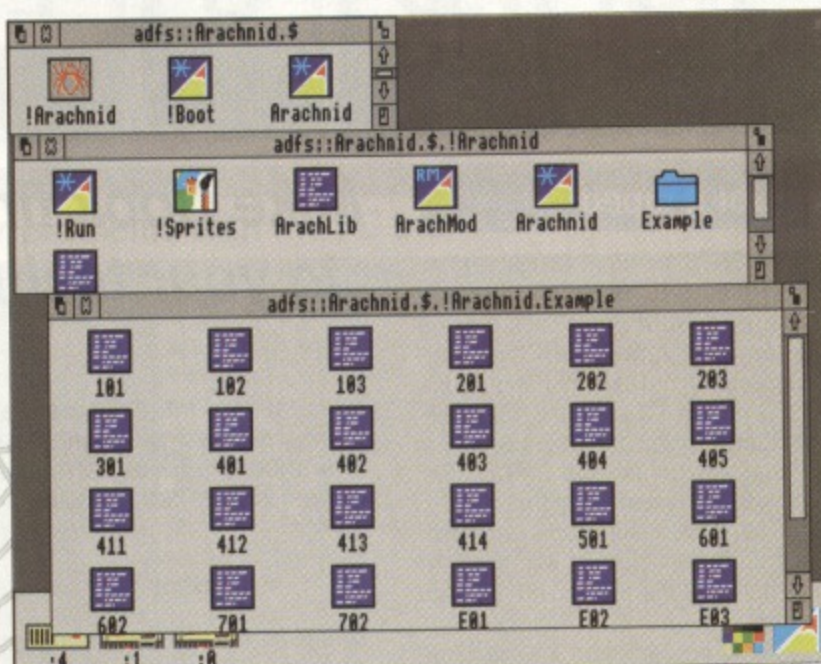 adfs::Arachnid.$
!Arachnid !Boot Arachnid
adfs::Arachnid.$.!Arachnid
!Run !Sprites ArachLib ArachMod Arachnid Example
RM
adfs::Arachnid.$.!Arachnid.Example
101 102 103 201 202 203
301 401 402 403 404 405
411 412 413 414 501 601
602 701 702 E01 E02 E03
:4 :1 :0